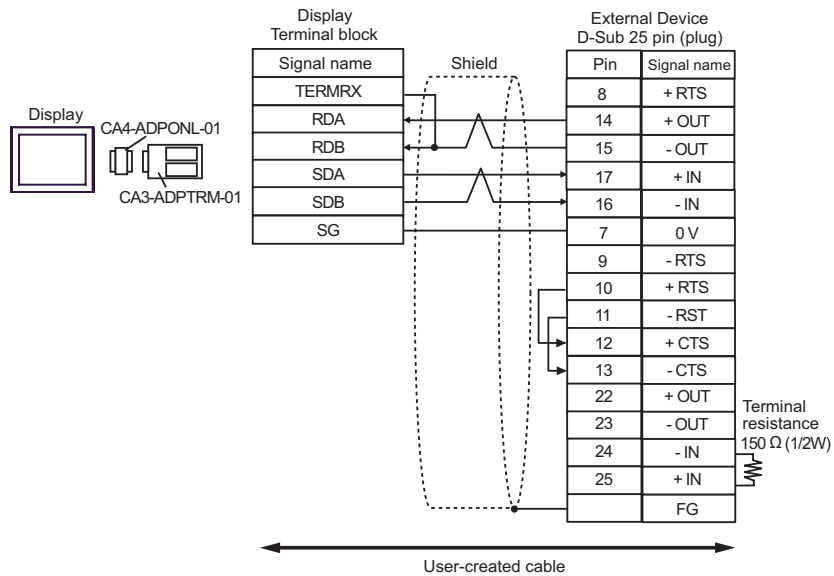 Display
Terminal block
External Device
D-Sub 25 pin (plug)
Signal name
Shield
Pin
Signal name
TERMRX
RDA
RDB
SDA
SDB
SG
Display
CA4-ADPONL-01
CA3-ADPTRM-01
8 + RTS
14 + OUT
15 - OUT
17 + IN
16 - IN
7 0 V
9 - RTS
10 + RTS
11 - RST
12 + CTS
13 - CTS
22 + OUT
23 - OUT
24 - IN
25 + IN
FG
Terminal
resistance
150 Ω (1/2W)
User-created cable